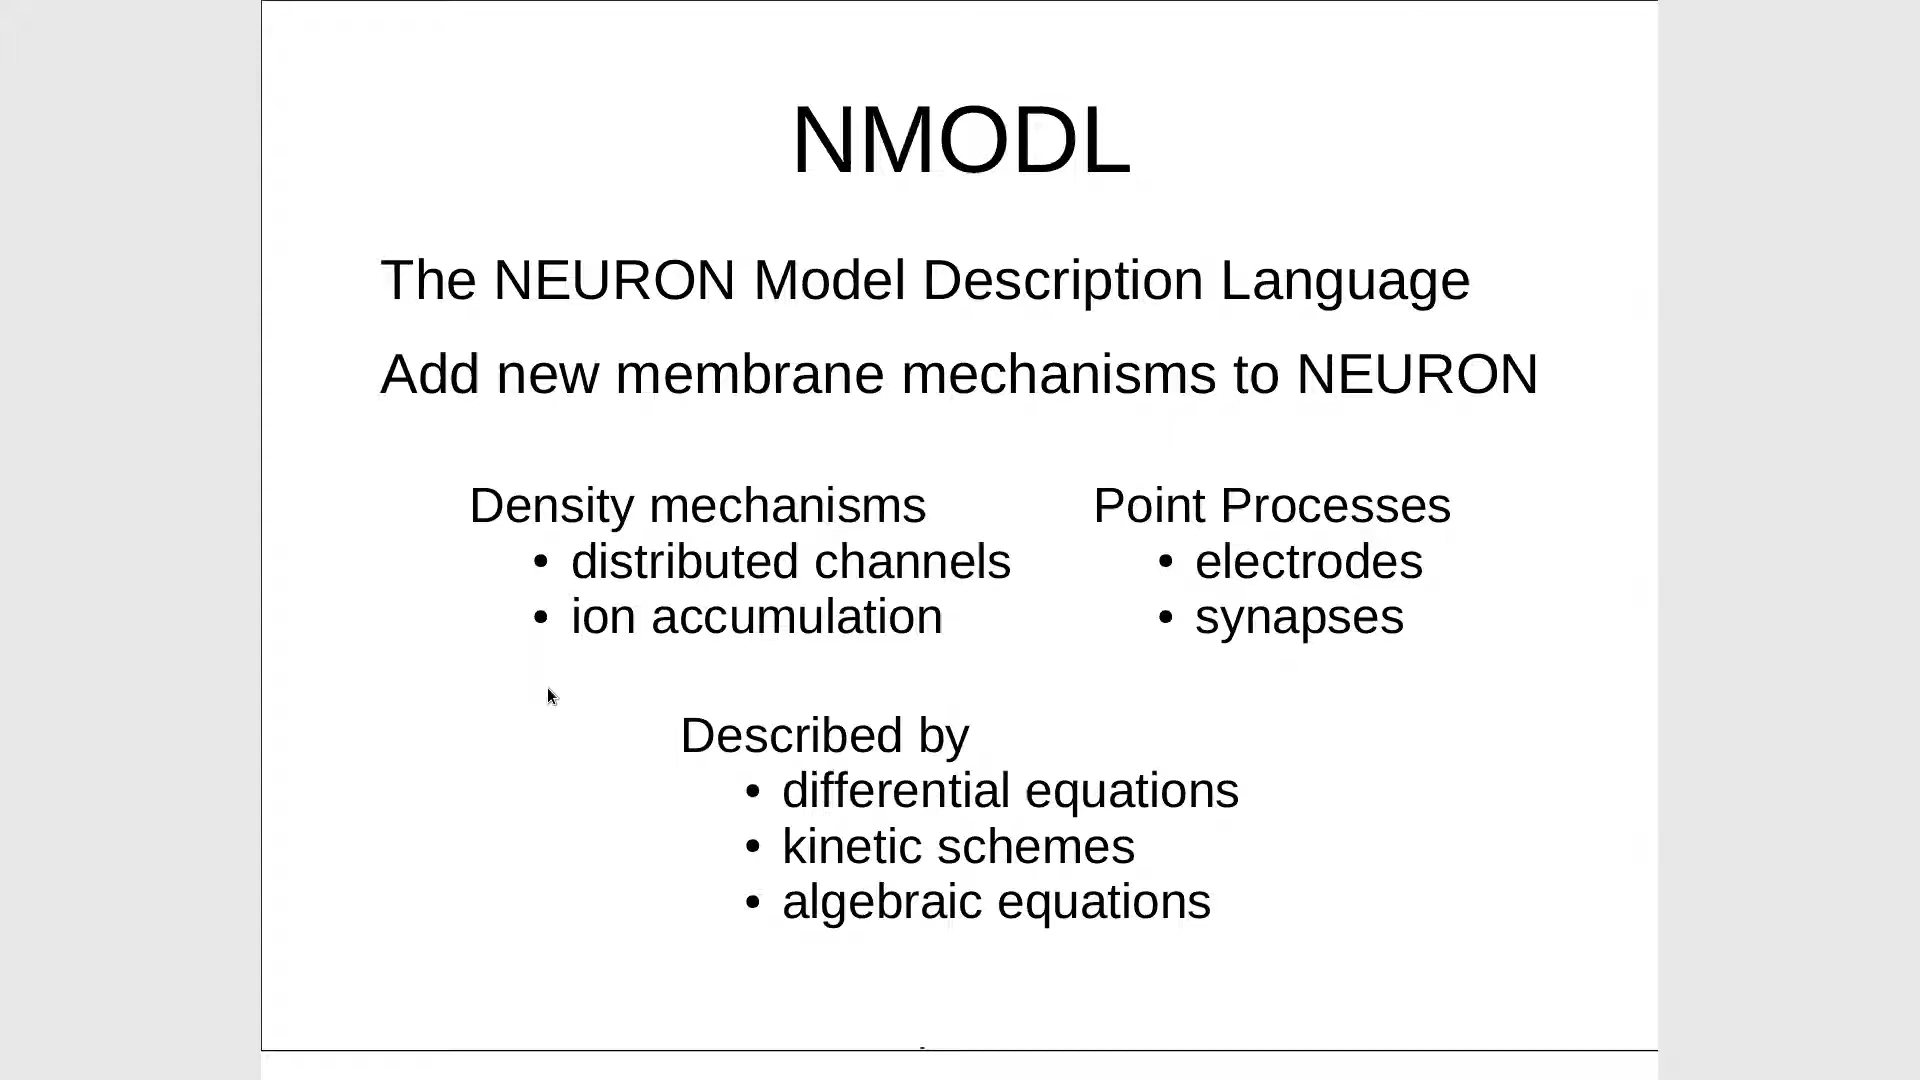 NMODL
The NEURON Model Description Language
Add new membrane mechanisms to NEURON
Density mechanisms
• distributed channels
• ion accumulation
Point Processes
• electrodes
• synapses
Described by
• differential equations
• kinetic schemes
• algebraic equations